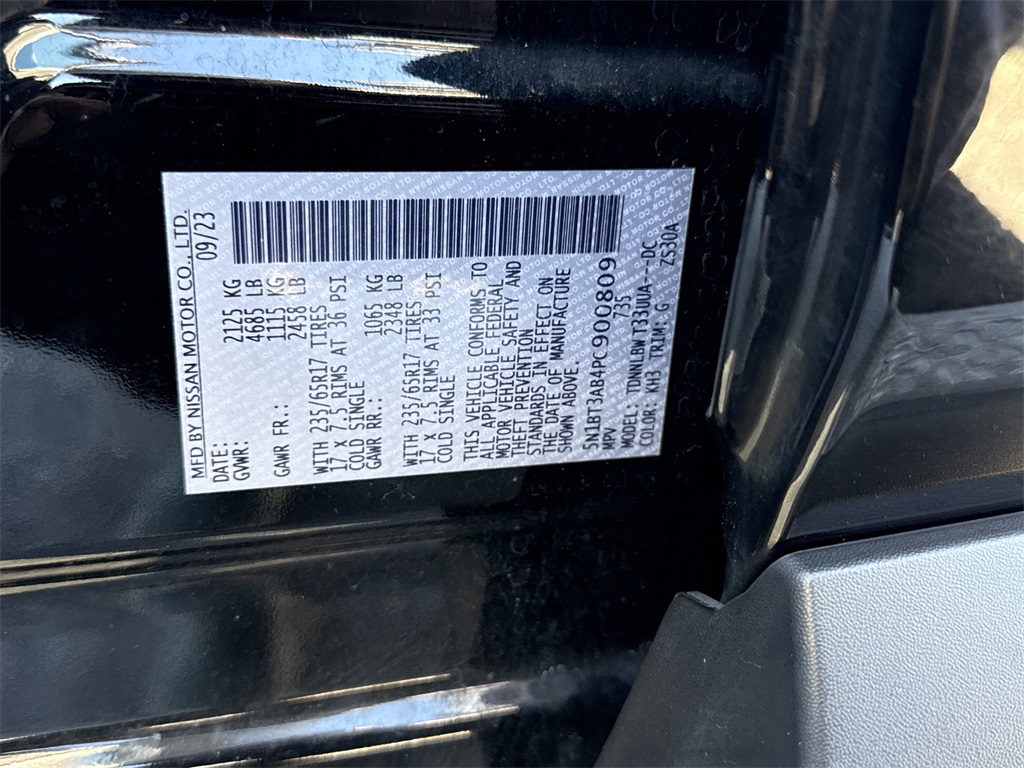 MFD BY NISSAN MOTOR CO., LTD.
DATE: 09/23
GVWR: 2125 KG
4685 LB
GAWR FR.: 1115 KG
2458 LB
WITH 235/65R17 TIRES
17 X 7.5 RIMS AT 36 PSI
COLD SINGLE
GAWR RR.: 1065 KG
2348 LB
WITH 235/65R17 TIRES
17 X 7.5 RIMS AT 33 PSI
COLD SINGLE
THIS VEHICLE CONFORMS TO
ALL APPLICABLE FEDERAL
MOTOR VEHICLE SAFETY AND
THEFT PREVENTION
STANDARDS IN EFFECT ON
THE DATE OF MANUFACTURE
SHOWN ABOVE.
5N1BT3AB4PC900809
MPV 735
MODEL: TDNNLBW T33UUA---DC
COLOR: KH3 TRIM: G ZS30A